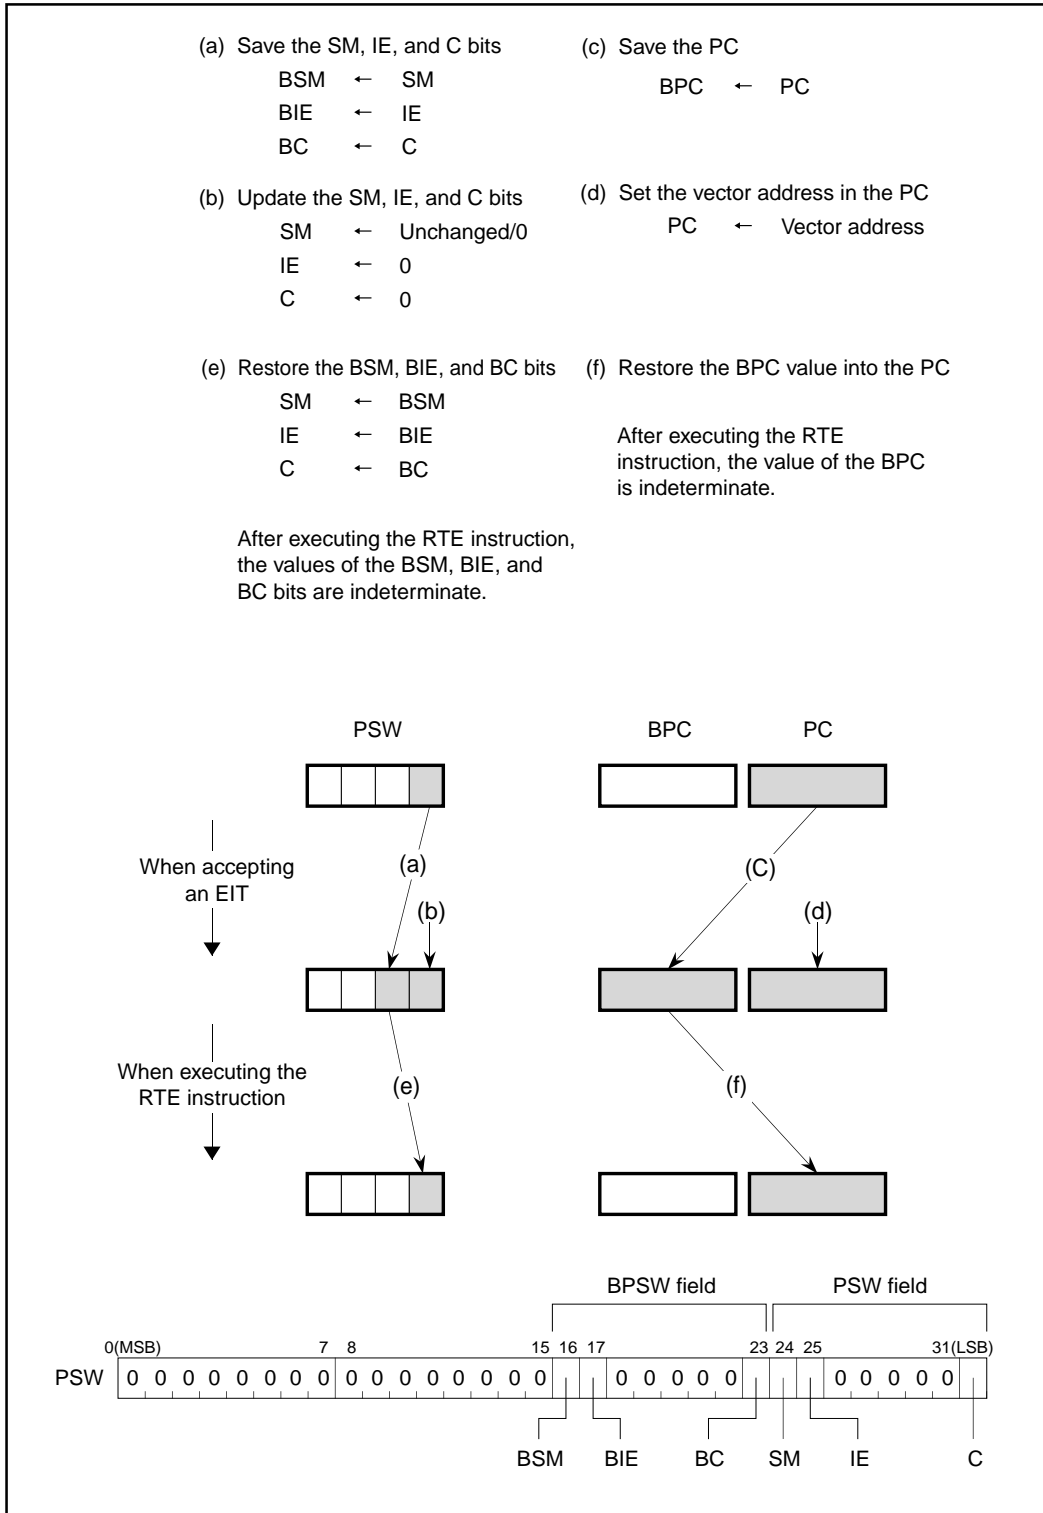 (a) Save the SM, IE, and C bits
BSM ← SM
BIE ← IE
BC ← C
(c) Save the PC
BPC ← PC
(b) Update the SM, IE, and C bits
SM ← Unchanged/0
IE ← 0
C ← 0
(d) Set the vector address in the PC
PC ← Vector address
(e) Restore the BSM, BIE, and BC bits
SM ← BSM
IE ← BIE
C ← BC
After executing the RTE instruction,
the values of the BSM, BIE, and
BC bits are indeterminate.
(f) Restore the BPC value into the PC
After executing the RTE
instruction, the value of the BPC
is indeterminate.
PSW BPC PC
When accepting
an EIT
(a) (C)
(b) (d)
When executing the
RTE instruction
(e) (f)
BPSW field PSW field
0(MSB) 7 8 15 16 17 23 24 25 31(LSB)
PSW 0 0 0 0 0 0 0 0 0 0 0 0 0 0 0 0 0 0 0 0 0 0 0 0 0 0
BSM BIE BC SM IE C